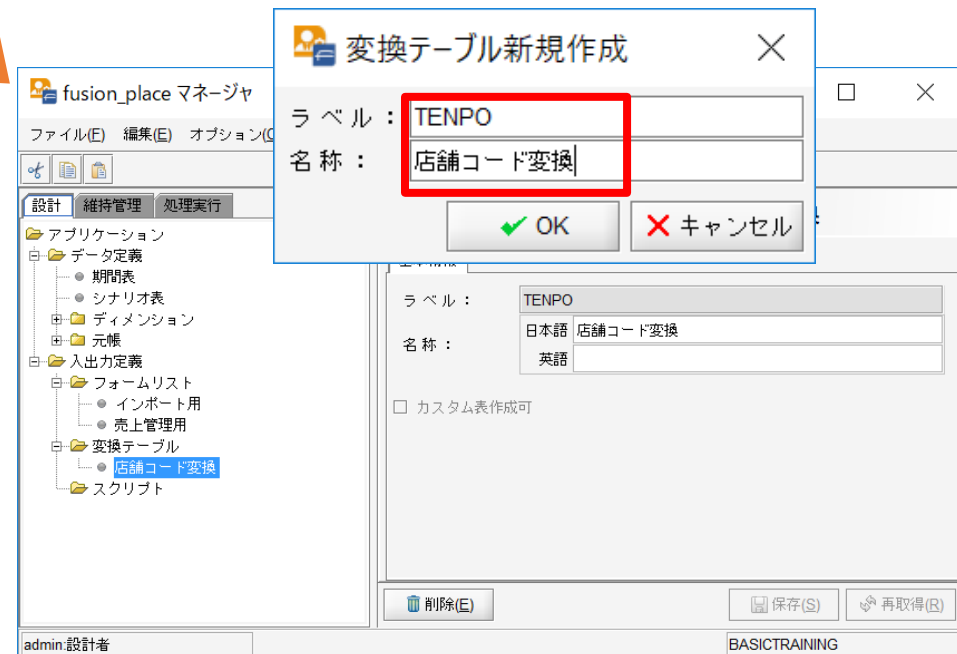 変換テーブル新規作成
ラベル：
TENPO
名称：
店舗コード変換
OK
キャンセル
fusion_place マネージャ
ファイル(F) 編集(E) オプション(O
設計 維持管理 処理実行
アプリケーション
データ定義
期間表
シナリオ表
ディメンション
元帳
入出力定義
フォームリスト
インポート用
売上管理用
変換テーブル
店舗コード変換
スクリプト
ラベル：
TENPO
名称：
日本語 店舗コード変換
英語
カスタム表作成可
削除(E)
保存(S)
再取得(R)
admin:設計者
BASICTRAINING